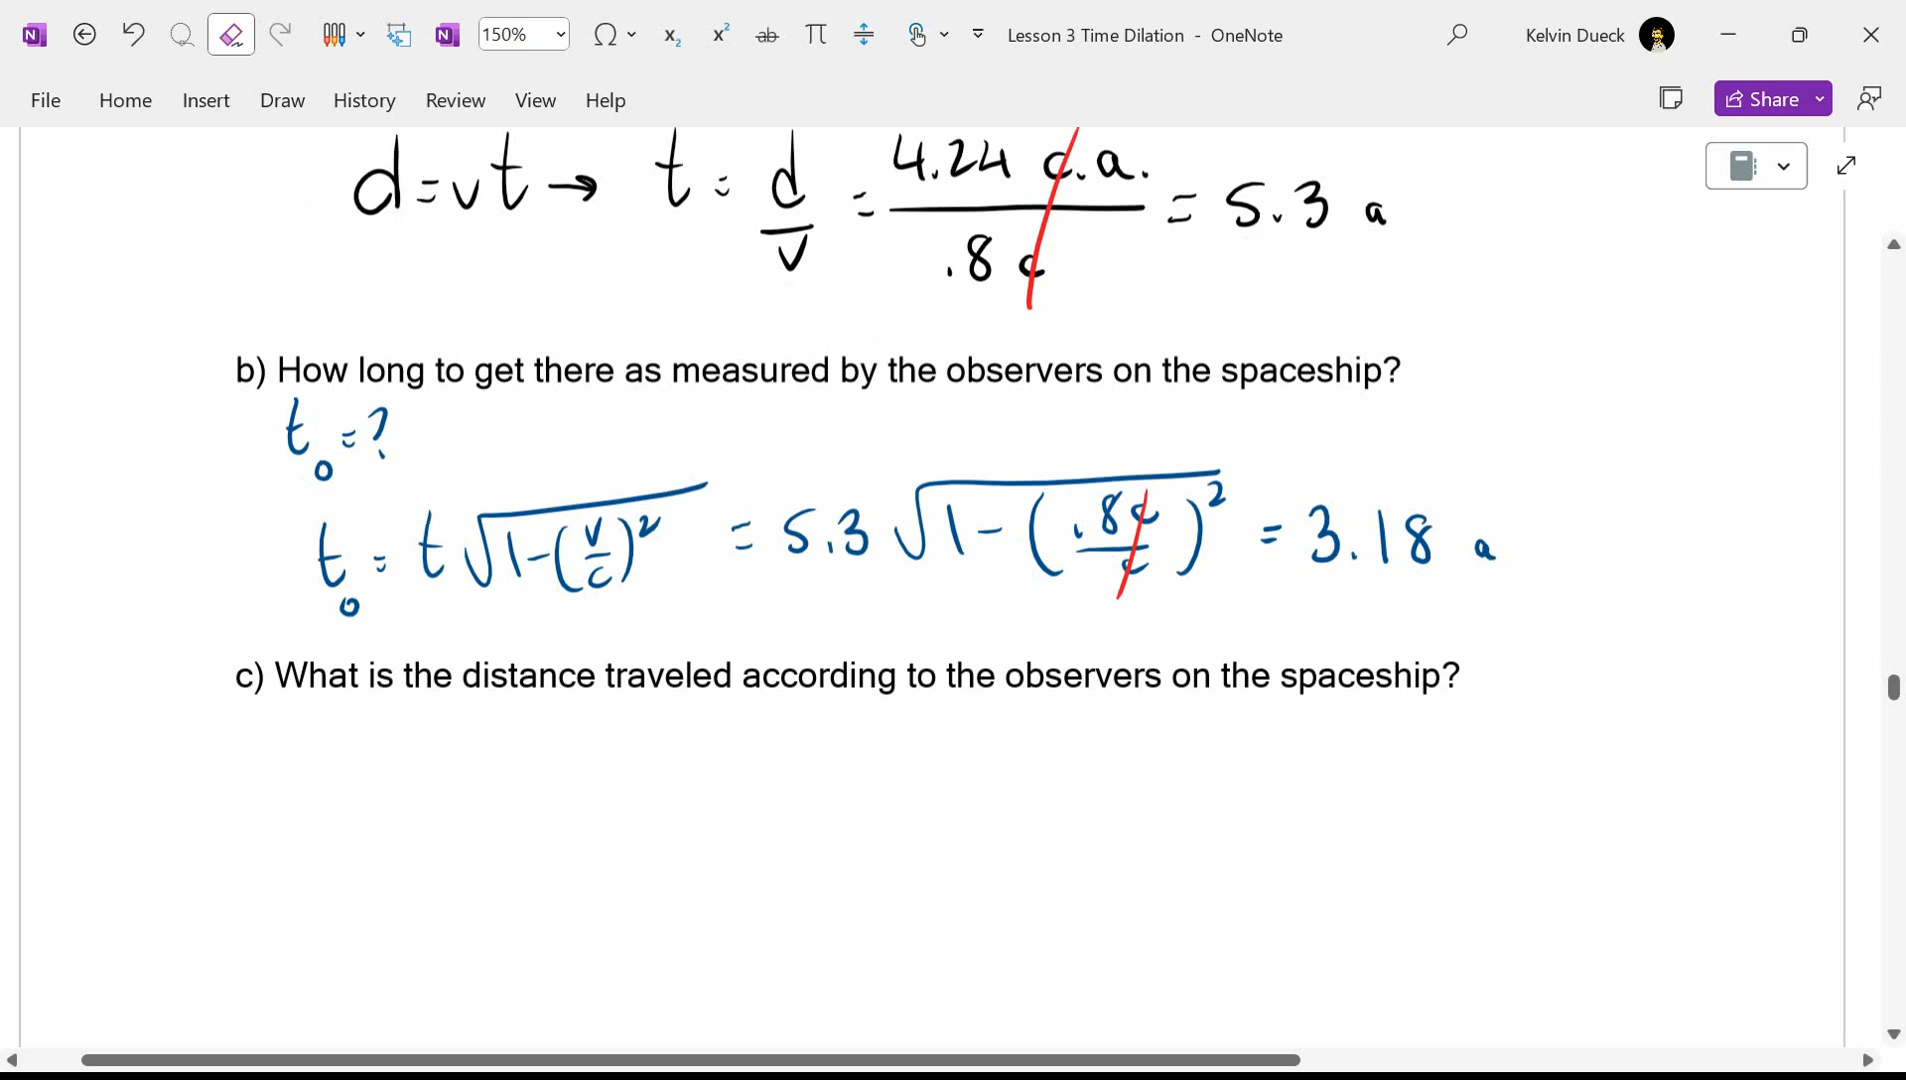 150% Ω x₂ x² ab π Lesson 3 Time Dilation - OneNote Kelvin Dueck
File Home Insert Draw History Review View Help Share
d = vt → t = d/v = 4.24 c.a. / .8 c = 5.3 a
b) How long to get there as measured by the observers on the spaceship?
t₀ = ?
t₀ = t √1-(v/c)² = 5.3 √1-(.8c/c)² = 3.18 a
c) What is the distance traveled according to the observers on the spaceship?